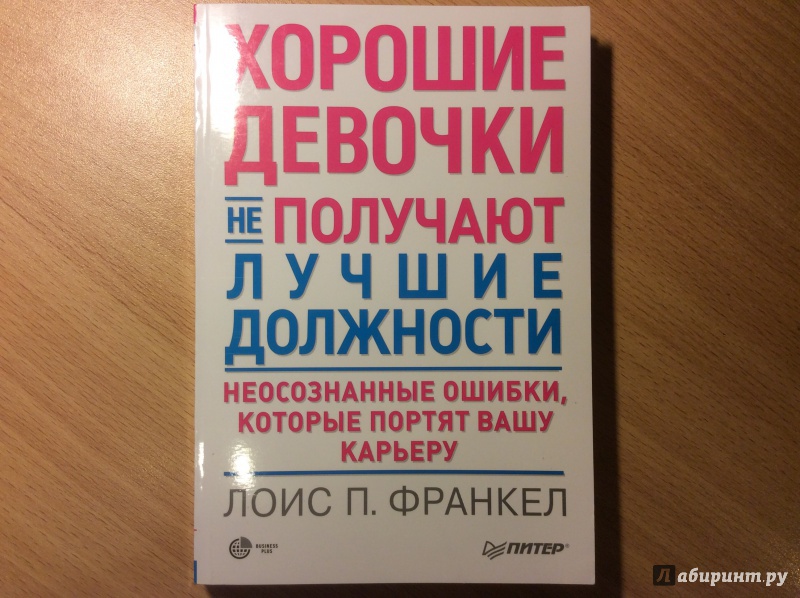 ХОРОШИЕ
ДЕВОЧКИ
НЕ ПОЛУЧАЮТ
ЛУЧШИЕ
ДОЛЖНОСТИ
НЕОСОЗНАННЫЕ ОШИБКИ,
КОТОРЫЕ ПОРТЯТ ВАШУ
КАРЬЕРУ
ЛОИС П. ФРАНКЕЛ
BUSINESS
PLUS
ПИТЕР®
Лабиринт.ру